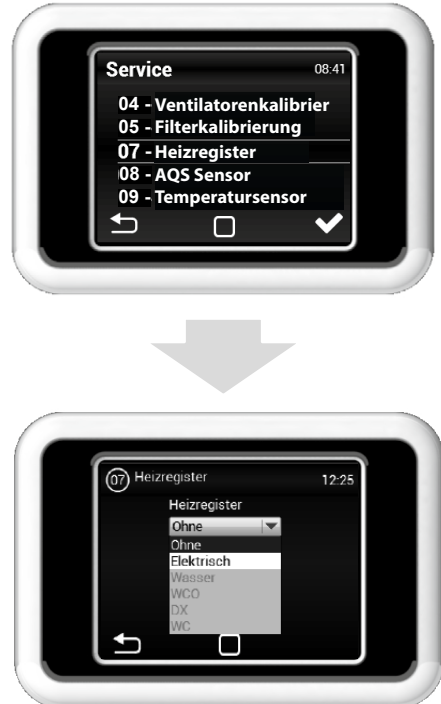 Service 08:41
04 - Ventilatorenkalibrier
05 - Filterkalibrierung
07 - Heizregister
08 - AQS Sensor
09 - Temperatursensor
07 Heizregister 12:25
Heizregister
Ohne
Ohne
Elektrisch
Wasser
WCO
DX
WC